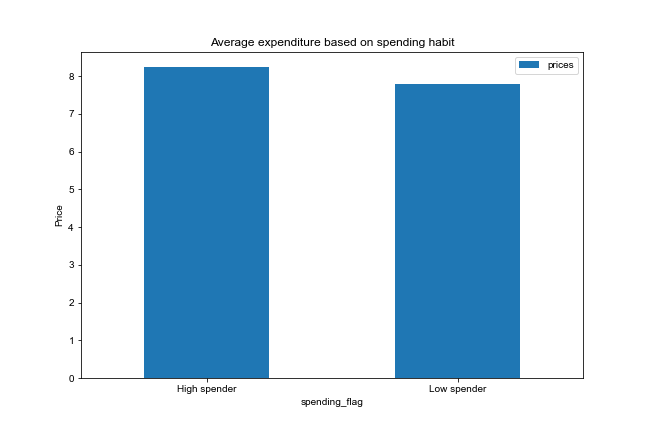 Average expenditure based on spending habit
prices
8
7
6
5
4
3
2
1
0
Price
High spender
Low spender
spending_flag